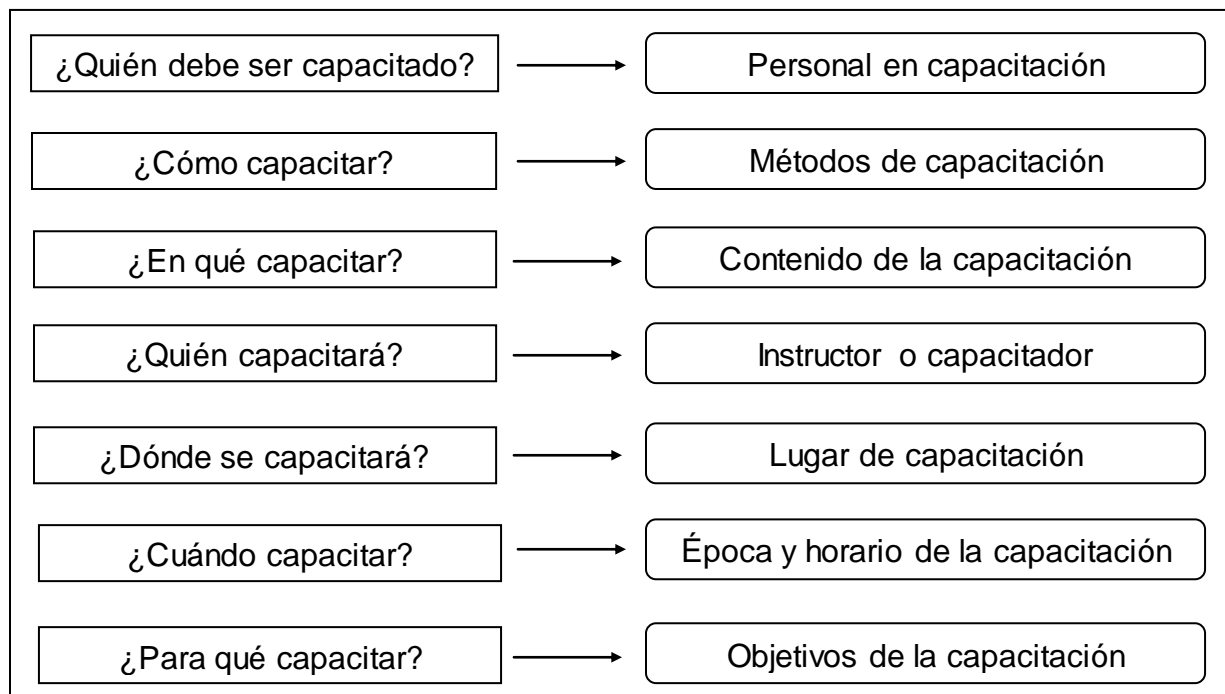 ¿Quién debe ser capacitado?
Personal en capacitación
¿Cómo capacitar?
Métodos de capacitación
¿En qué capacitar?
Contenido de la capacitación
¿Quién capacitará?
Instructor o capacitador
¿Dónde se capacitará?
Lugar de capacitación
¿Cuándo capacitar?
Época y horario de la capacitación
¿Para qué capacitar?
Objetivos de la capacitación